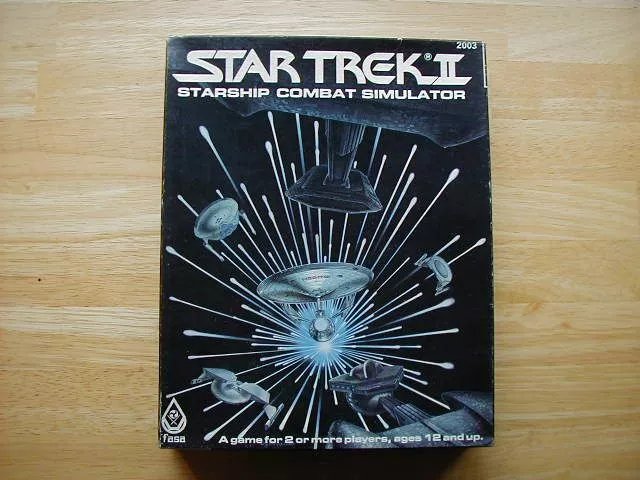 2003
STAR TREK® II
STARSHIP COMBAT SIMULATOR
fasa
A game for 2 or more players, ages 12 and up.